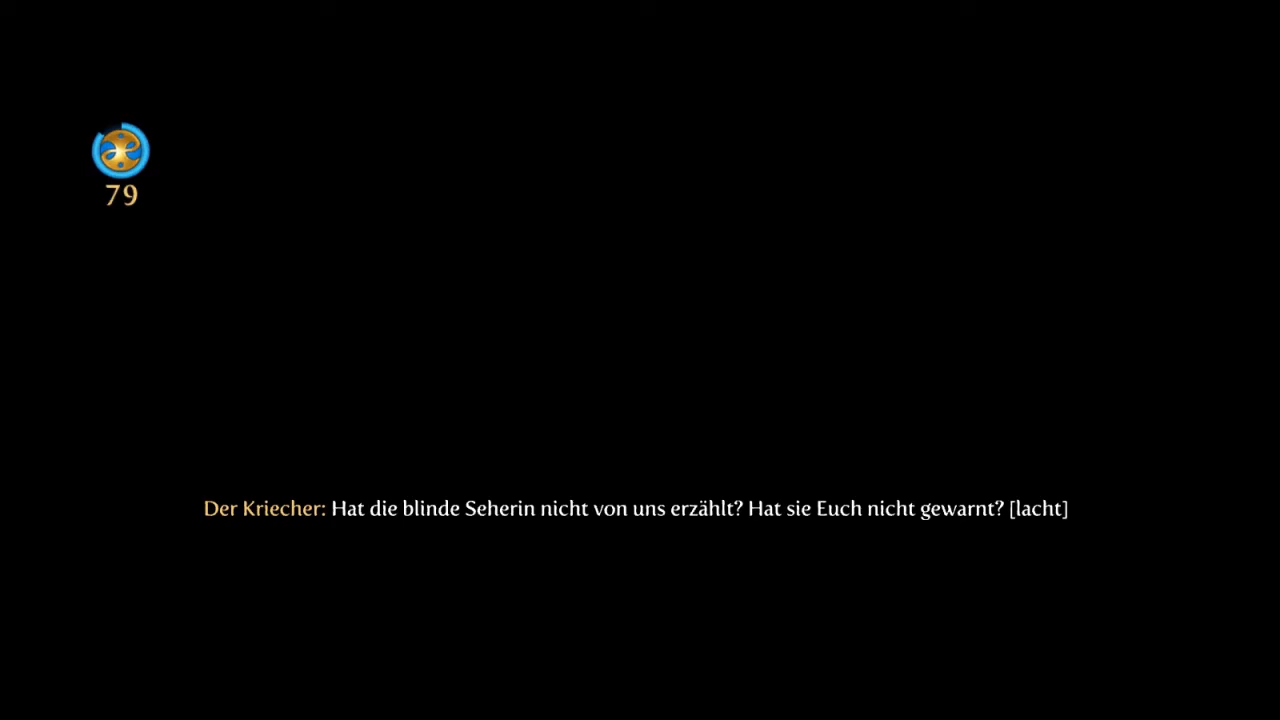 79
Der Kriecher: Hat die blinde Seherin nicht von uns erzählt? Hat sie Euch nicht gewarnt? [lacht]